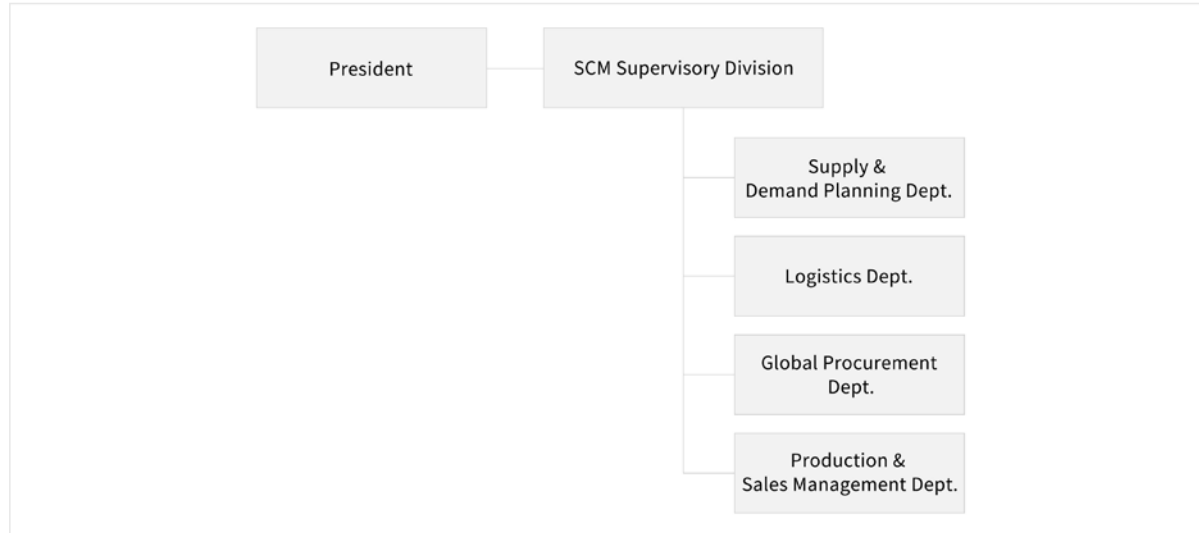 President
SCM Supervisory Division
Supply &
Demand Planning Dept.
Logistics Dept.
Global Procurement
Dept.
Production &
Sales Management Dept.